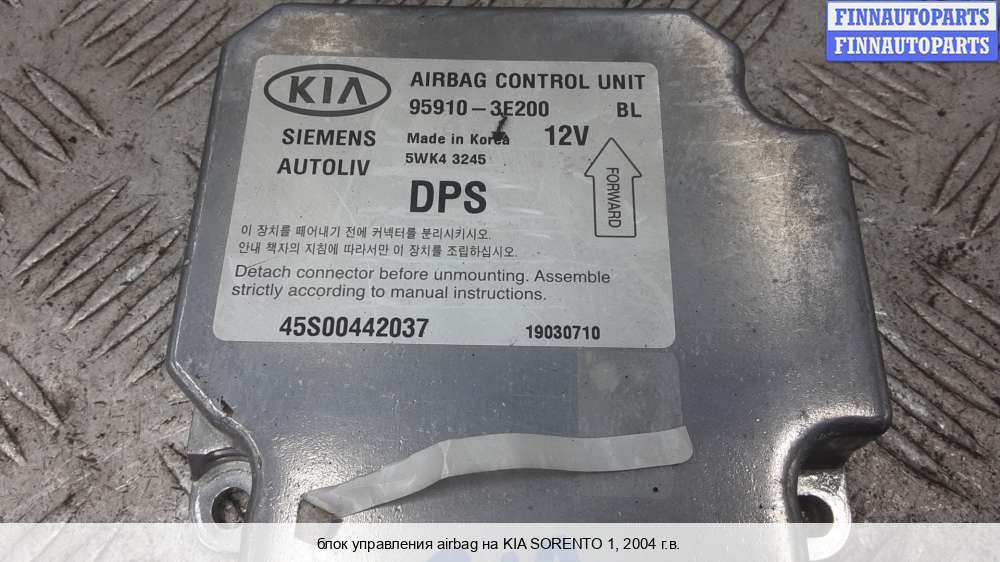 FINNAUTOPARTS
FINNAUTOPARTS
KIA
AIRBAG CONTROL UNIT
95910-3E200 BL
SIEMENS
AUTOLIV
Made in Korea
12V
5WK4 3245
FORWARD
DPS
이 장치를 떼어내기 전에 커넥터를 분리시키시오.
안내 책자의 지침에 따라서만 이 장치를 조립하십시오.
Detach connector before unmounting. Assemble
strictly according to manual instructions.
45S00442037
19030710
блок управления airbag на KIA SORENTO 1, 2004 г.в.